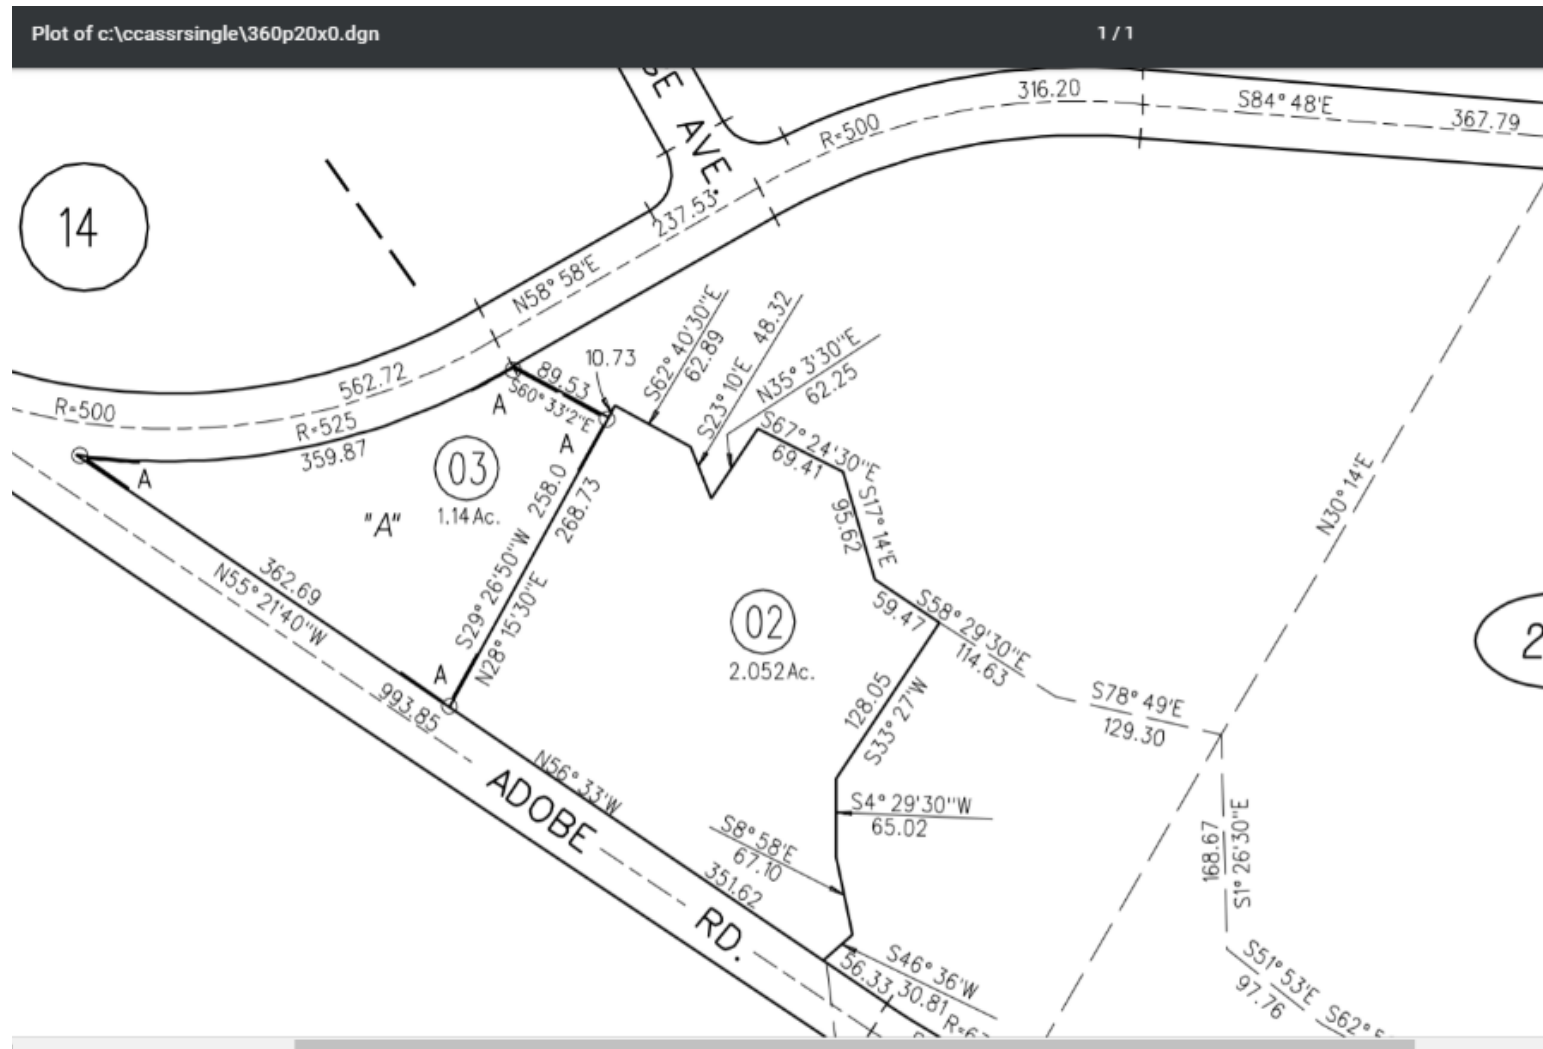 Plot of c:\ccassrsingle\360p20x0.dgn
1 / 1
SE AVE.
316.20
S84°48'E
367.79
R=500
237.53
14
N58°58'E
562.72
R=500
R=525
359.87
10.73
89.53
S60°33'2"E
S62°40'30"E
62.89
S23°10'E 48.32
N35°3'30"E
62.25
S67°24'30"E
69.41
S17°14'E
95.62
A
A
A
A
03
1.14Ac.
"A"
258.0
268.73
S29°26'50"W
N28°15'30"E
362.69
N55°21'40"W
993.85
02
2.052Ac.
59.47
S58°29'30"E
114.63
128.05
S33°27'W
S78°49'E
129.30
N30°14'E
2
N56°33'W
351.62
ADOBE
RD.
S8°58'E
67.10
S4°29'30"W
65.02
S46°36'W
56.33
30.81
168.67
S1°26'30"E
S51°53'E
97.76